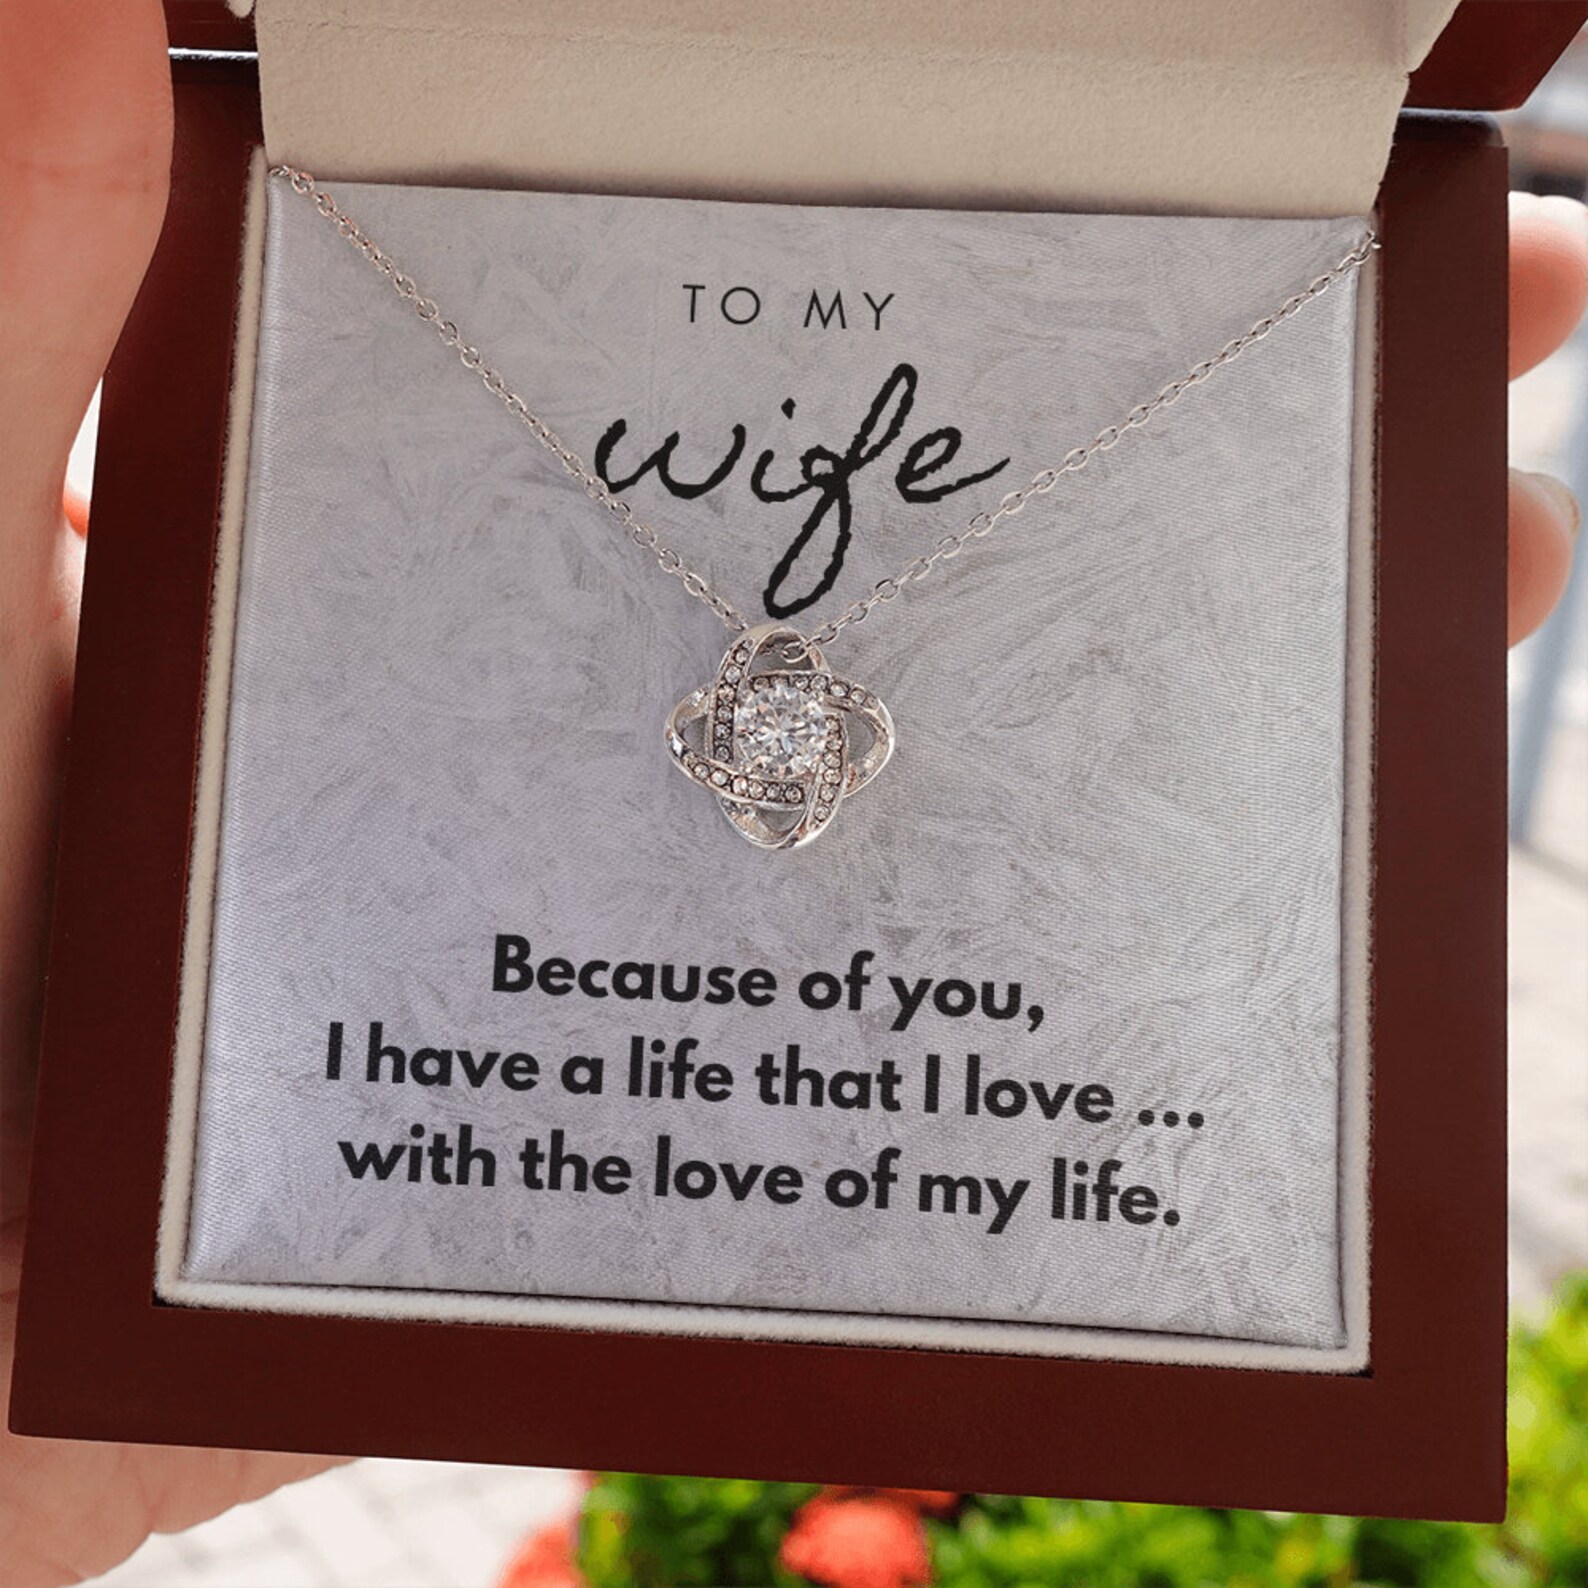 TO MY
wife
Because of you,
I have a life that I love ...
with the love of my life.